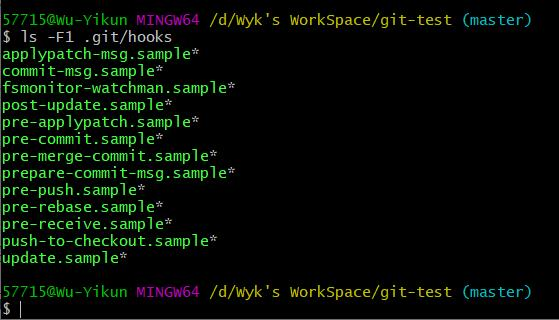 57715@Wu-Yikun MINGW64 /d/Wyk's WorkSpace/git-test (master)
$ ls -F1 .git/hooks
applypatch-msg.sample*
commit-msg.sample*
fsmonitor-watchman.sample*
post-update.sample*
pre-applypatch.sample*
pre-commit.sample*
pre-merge-commit.sample*
prepare-commit-msg.sample*
pre-push.sample*
pre-rebase.sample*
pre-receive.sample*
push-to-checkout.sample*
update.sample*
57715@Wu-Yikun MINGW64 /d/Wyk's WorkSpace/git-test (master)
$